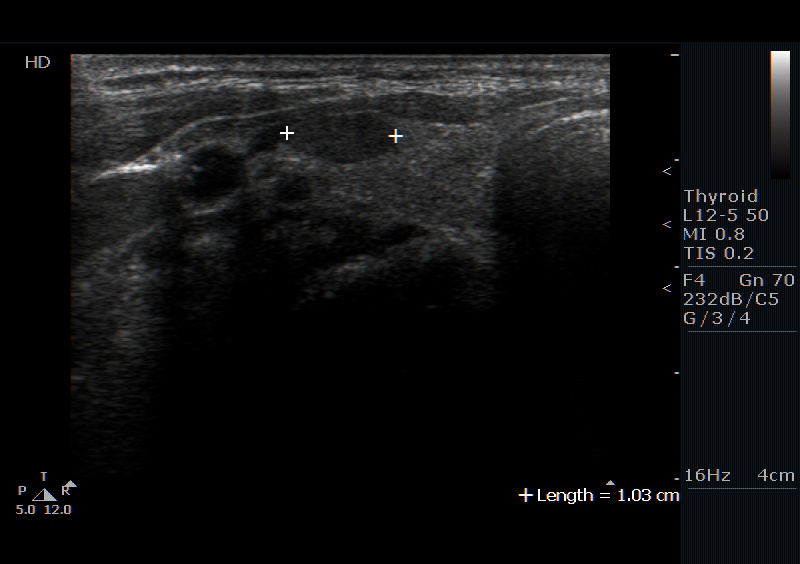 HD
Thyroid
L12-5 50
MI 0.8
TIS 0.2
F4 Gn 70
232dB/C5
G/3/4
16Hz 4cm
T
P R
5.0 12.0
+ Length = 1.03 cm